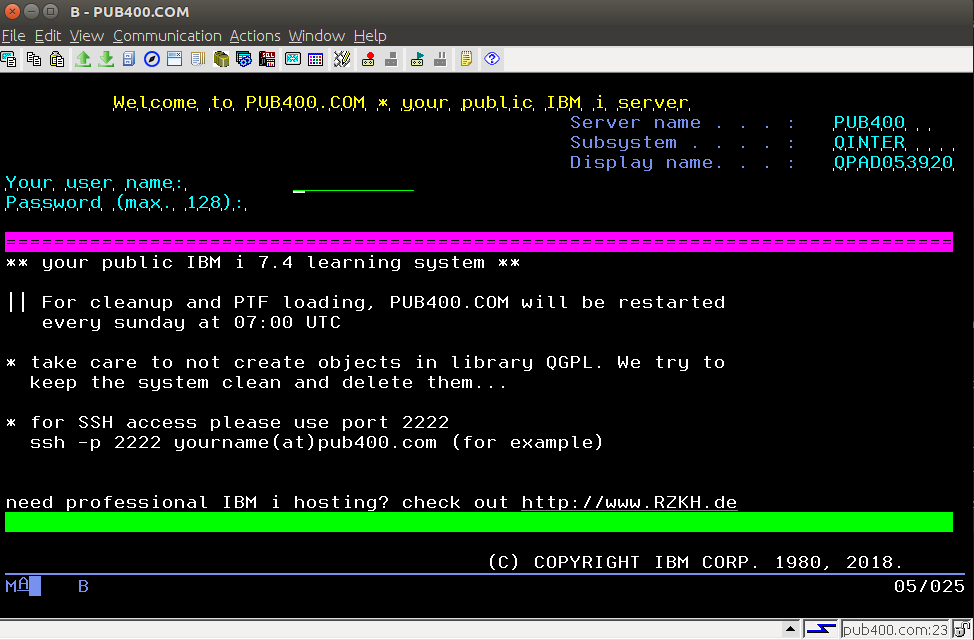 B - PUB400.COM
File Edit View Communication Actions Window Help
Welcome to PUB400.COM * your public IBM i server
Server name . . . : PUB400
Subsystem . . . . : QINTER
Display name. . . : QPAD053920
Your user name:
Password (max. 128):
===============================================================================
** your public IBM i 7.4 learning system **
|| For cleanup and PTF loading, PUB400.COM will be restarted
every sunday at 07:00 UTC
* take care to not create objects in library QGPL. We try to
keep the system clean and delete them...
* for SSH access please use port 2222
ssh -p 2222 yourname(at)pub400.com (for example)
need professional IBM i hosting? check out http://www.RZKH.de
(C) COPYRIGHT IBM CORP. 1980, 2018.
MA B 05/025
pub400.com:23